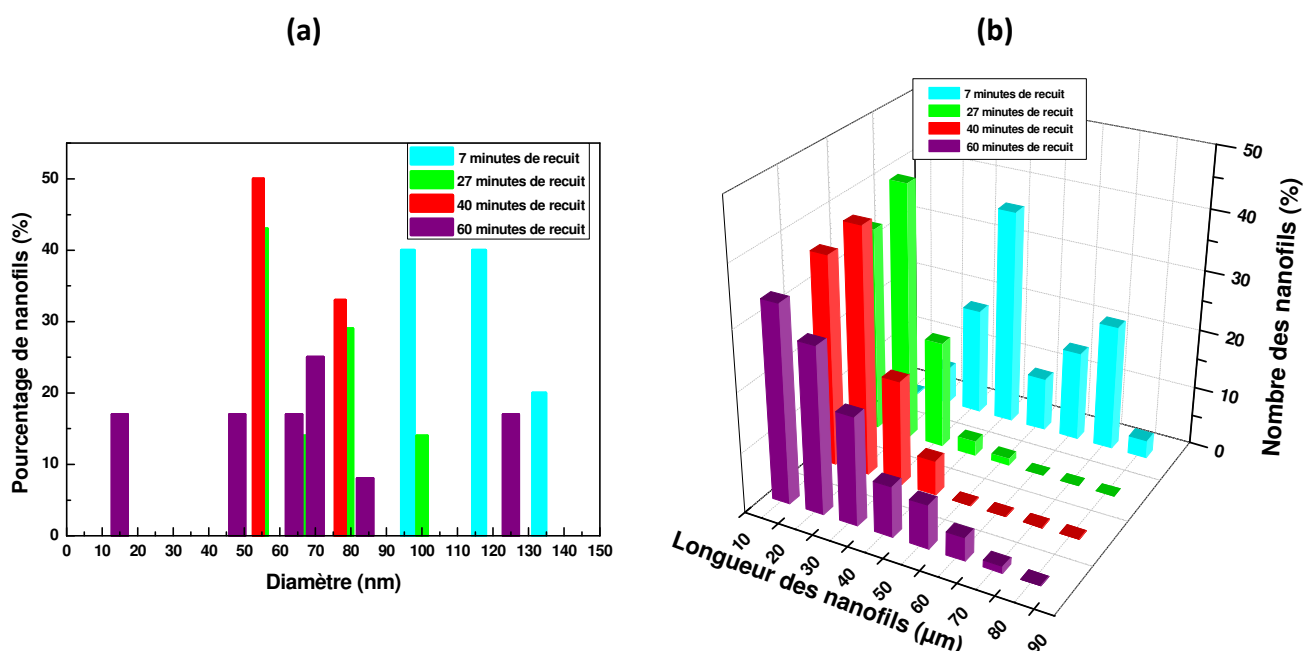 (a)
(b)
7 minutes de recuit
27 minutes de recuit
40 minutes de recuit
60 minutes de recuit
Pourcentage de nanofils (%)
50
40
30
20
10
0
0 10 20 30 40 50 60 70 80 90 100 110 120 130 140 150
Diamètre (nm)
7 minutes de recuit
27 minutes de recuit
40 minutes de recuit
60 minutes de recuit
50
40
30
20
10
0
Nombre des nanofils (%)
10 20 30 40 50 60 70 80 90
Longueur des nanofils (µm)